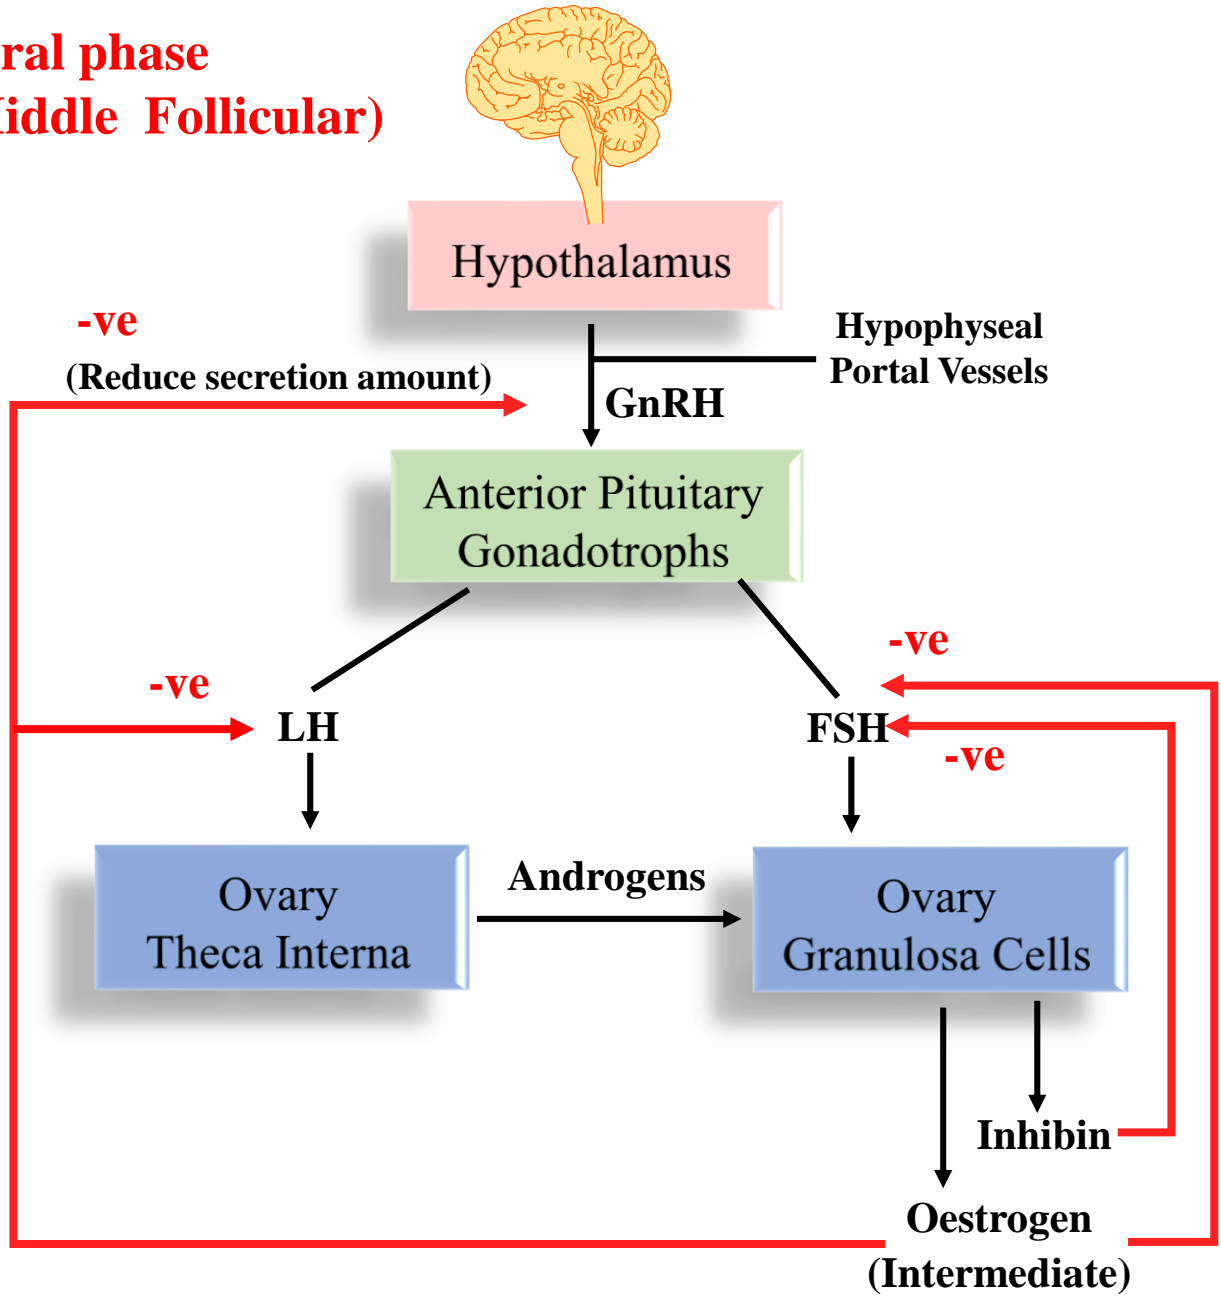 ral phase
iddle Follicular)
Hypothalamus
-ve
(Reduce secretion amount)
Hypophyseal
Portal Vessels
GnRH
Anterior Pituitary
Gonadotrophs
-ve
-ve
LH
FSH
-ve
Androgens
Ovary
Theca Interna
Ovary
Granulosa Cells
Inhibin
Oestrogen
(Intermediate)